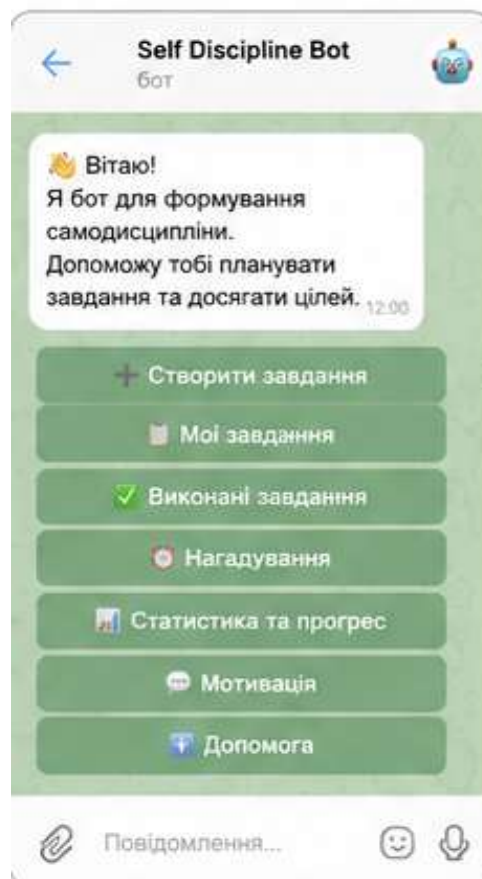 Self Discipline Bot
бот
👋 Вітаю!
Я бот для формування
самодисципліни.
Допоможу тобі планувати
завдання та досягати цілей. 12:00
➕ Створити завдання
📋 Мої завдання
✅ Виконані завдання
⏰ Нагадування
📊 Статистика та прогрес
💬 Мотивація
Допомога
Повідомлення...